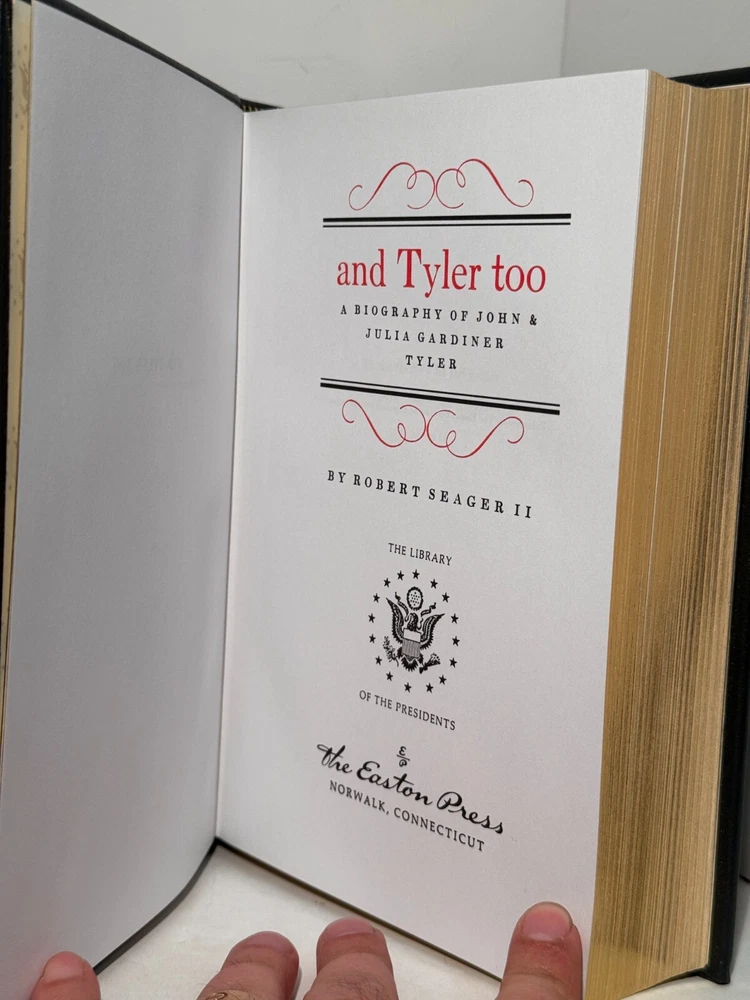 and Tyler too
A BIOGRAPHY OF JOHN &
JULIA GARDINER
TYLER
BY ROBERT SEAGER II
THE LIBRARY
OF THE PRESIDENTS
E/P
the Easton Press
NORWALK, CONNECTICUT